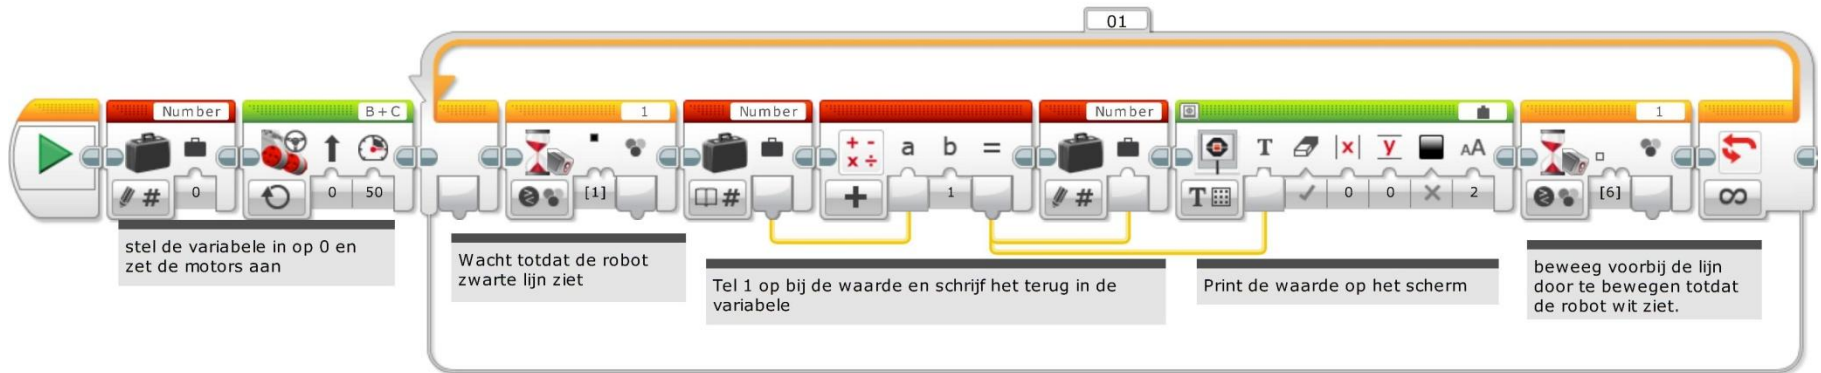 01
Number
B + C
1
Number
Number
1
a b =
T x y AA
#
0
0 50
[1]
#
1
#
T
0 0 2
[6]
∞
stel de variabele in op 0 en
zet de motors aan
Wacht totdat de robot
zwarte lijn ziet
Tel 1 op bij de waarde en schrijf het terug in de
variabele
Print de waarde op het scherm
beweeg voorbij de lijn
door te bewegen totdat
de robot wit ziet.